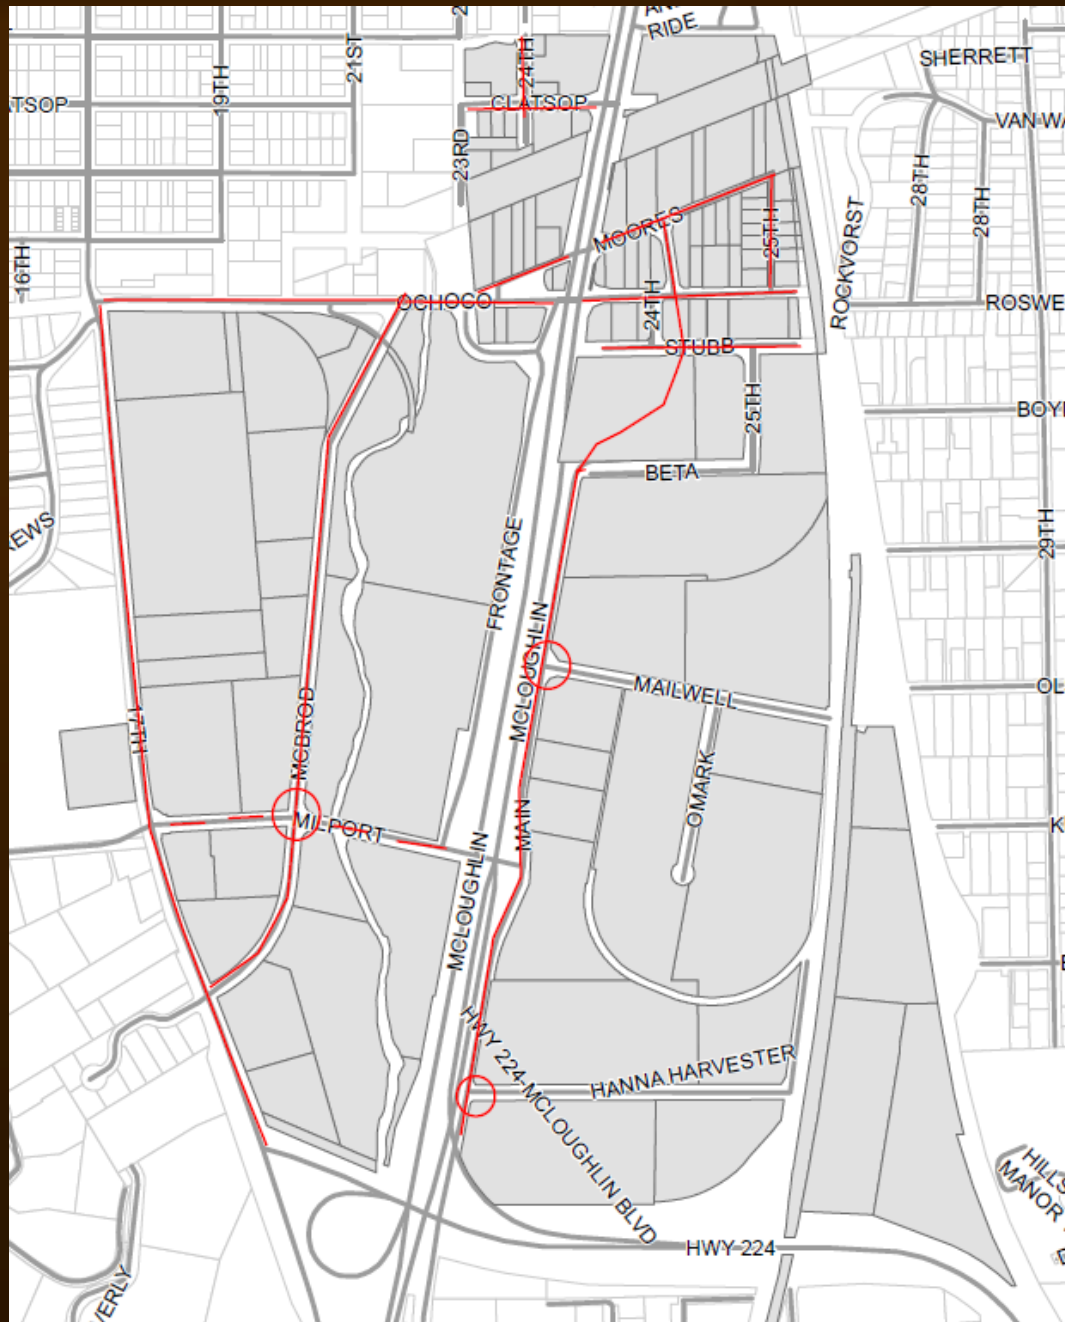 RIDE
SHERRETT
21ST
24TH
19TH
ATSOP
CLATSOP
VAN WA
23RD
28TH
28TH
MOORES
25TH
ROCKVORST
16TH
OCHOCO
24TH
ROSWE
STUBB
25TH
BOY
BETA
REWS
29TH
FRONTAGE
MCLOUGHLIN
MAILWELL
OL
17TH
MCBROD
OMARK
MILPORT
MAIN
K
MCLOUGHLIN
E
HWY 224-MCLOUGHLIN BLVD
HANNA HARVESTER
HILLS
MANOR
HWY 224
VERLY